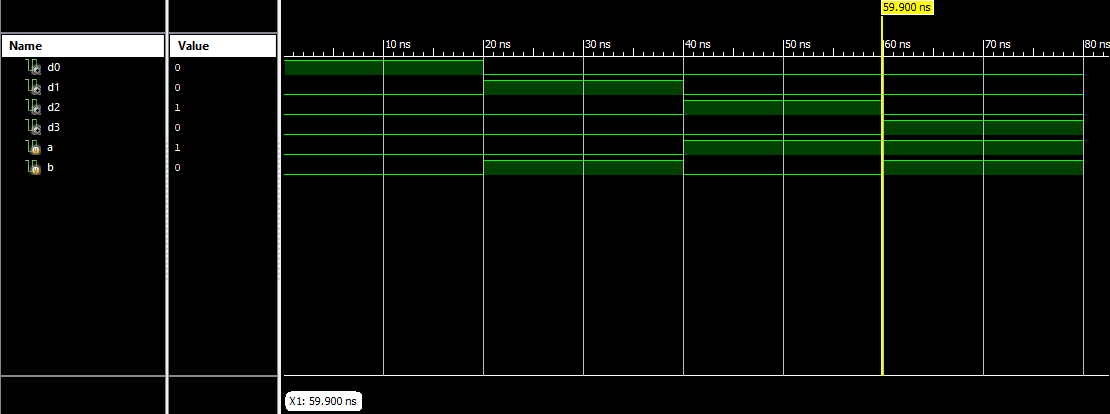 59.900 ns
Name Value
10 ns 20 ns 30 ns 40 ns 50 ns 60 ns 70 ns 80 ns
d0 0
d1 0
d2 1
d3 0
a 1
b 0
X1: 59.900 ns